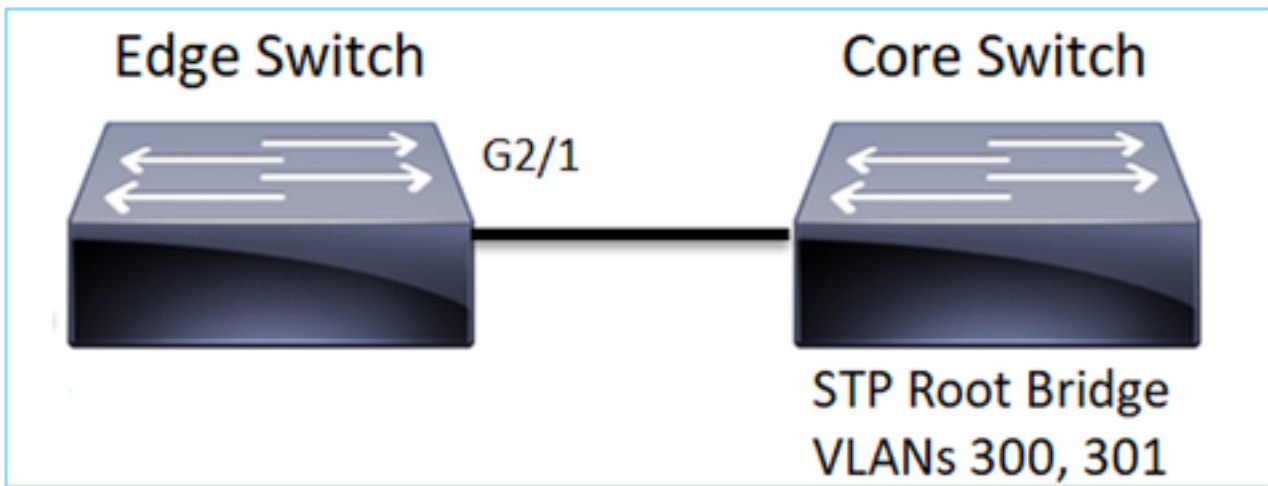 Edge Switch
Core Switch
G2/1
STP Root Bridge
VLANs 300, 301